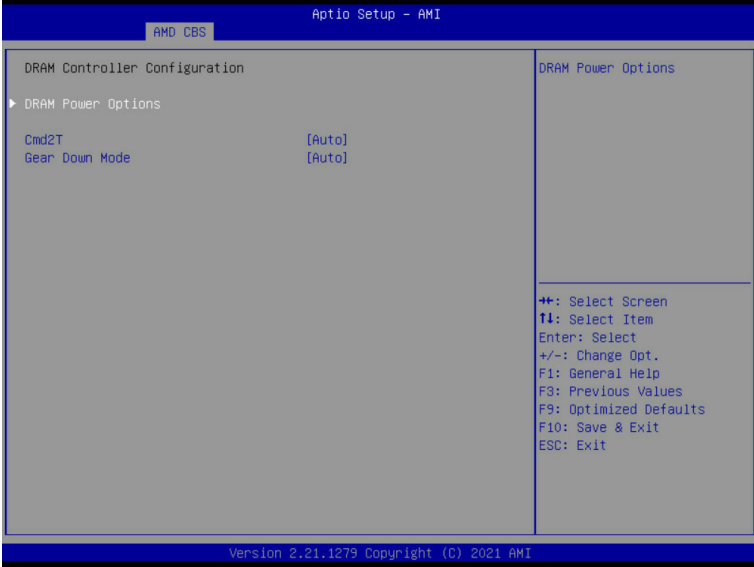 Aptio Setup - AMI
AMD CBS
DRAM Controller Configuration
DRAM Power Options
Cmd2T [Auto]
Gear Down Mode [Auto]
DRAM Power Options
→←: Select Screen
↑↓: Select Item
Enter: Select
+/-: Change Opt.
F1: General Help
F3: Previous Values
F9: Optimized Defaults
F10: Save & Exit
ESC: Exit
Version 2.21.1279 Copyright (C) 2021 AMI